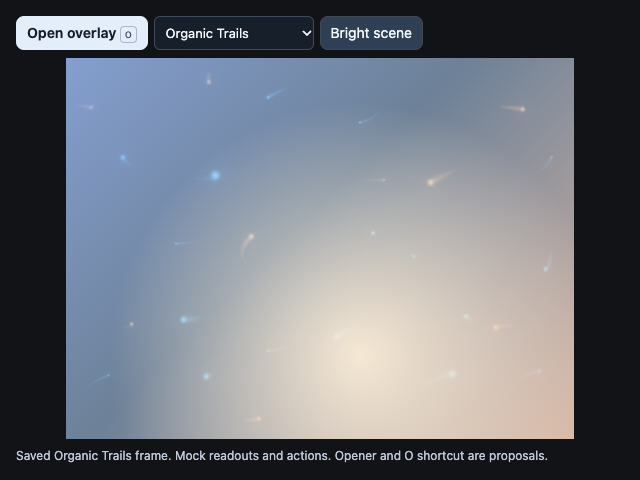 Open overlay o Organic Trails Bright scene
Saved Organic Trails frame. Mock readouts and actions. Opener and O shortcut are proposals.